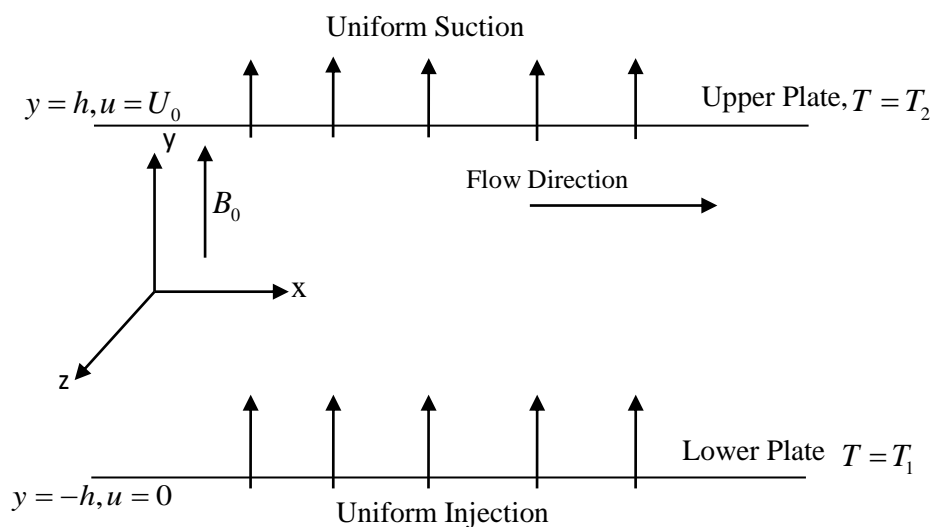 Uniform Suction
y = h, u = U₀
Upper Plate, T = T₂
y
Flow Direction
B₀
x
z
Lower Plate T = T₁
y = −h, u = 0
Uniform Injection